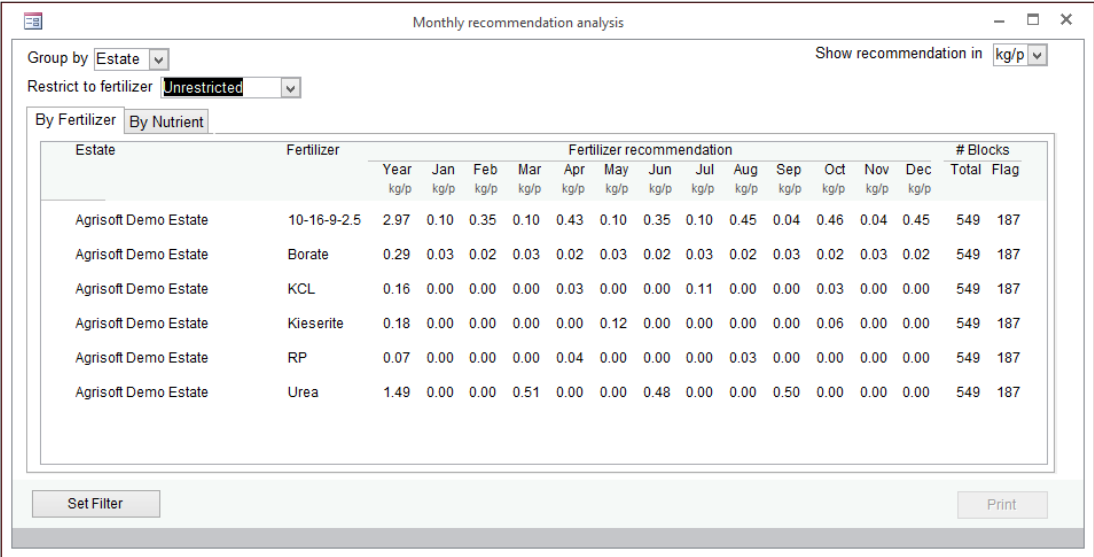 Monthly recommendation analysis
Group by Estate Show recommendation in kg/p
Restrict to fertilizer Unrestricted
By Fertilizer By Nutrient
Estate Fertilizer Fertilizer recommendation # Blocks
Year Jan Feb Mar Apr May Jun Jul Aug Sep Oct Nov Dec Total Flag
kg/p kg/p kg/p kg/p kg/p kg/p kg/p kg/p kg/p kg/p kg/p kg/p kg/p
Agrisoft Demo Estate 10-16-9-2.5 2.97 0.10 0.35 0.10 0.43 0.10 0.35 0.10 0.45 0.04 0.46 0.04 0.45 549 187
Agrisoft Demo Estate Borate 0.29 0.03 0.02 0.03 0.02 0.03 0.02 0.03 0.02 0.03 0.02 0.03 0.02 549 187
Agrisoft Demo Estate KCL 0.16 0.00 0.00 0.00 0.03 0.00 0.00 0.11 0.00 0.00 0.03 0.00 0.00 549 187
Agrisoft Demo Estate Kieserite 0.18 0.00 0.00 0.00 0.00 0.12 0.00 0.00 0.00 0.00 0.06 0.00 0.00 549 187
Agrisoft Demo Estate RP 0.07 0.00 0.00 0.00 0.04 0.00 0.00 0.00 0.03 0.00 0.00 0.00 0.00 549 187
Agrisoft Demo Estate Urea 1.49 0.00 0.00 0.51 0.00 0.00 0.48 0.00 0.00 0.50 0.00 0.00 0.00 549 187
Set Filter Print